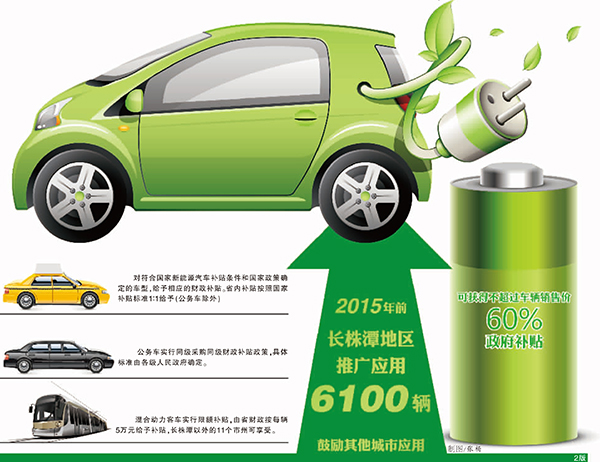 对符合国家新能源汽车补贴条件和国家政策确
定的车型，给予相应的财政补贴。省内补贴按照国家
补贴标准1:1给予(公务车除外)
公务车实行同级采购同级财政补贴政策，具体
标准由各级人民政府确定。
混合动力客车实行限额补贴，由省财政按每辆
5万元给予补贴，长株潭以外的11个市州可享受。
2015年前
长株潭地区
推广应用
6100辆
鼓励其他城市应用
可获得不超过车辆销售价
60%
政府补贴
制图/张杨
2版